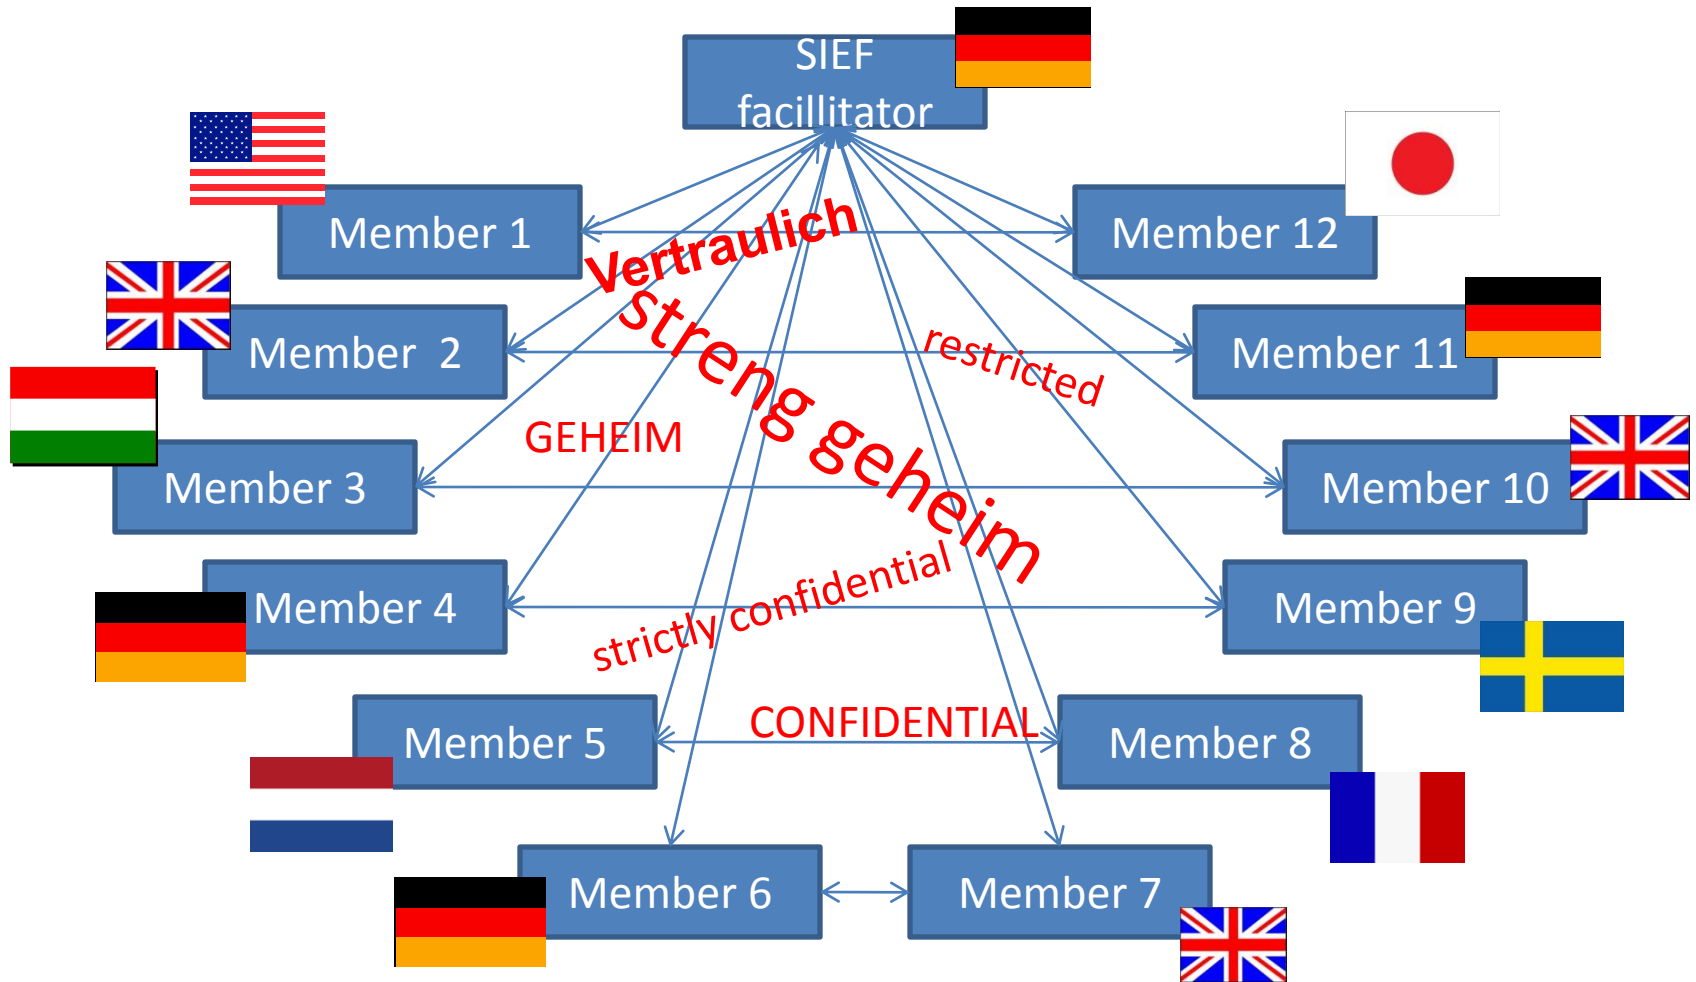 SIEF
facillitator
Member 1
Member 12
Vertraulich
Member  2
streng geheim
restricted
Member 11
GEHEIM
Member 3
Member 10
Member 4
strictly confidential
Member 9
Member 5
CONFIDENTIAL
Member 8
Member 6
Member 7